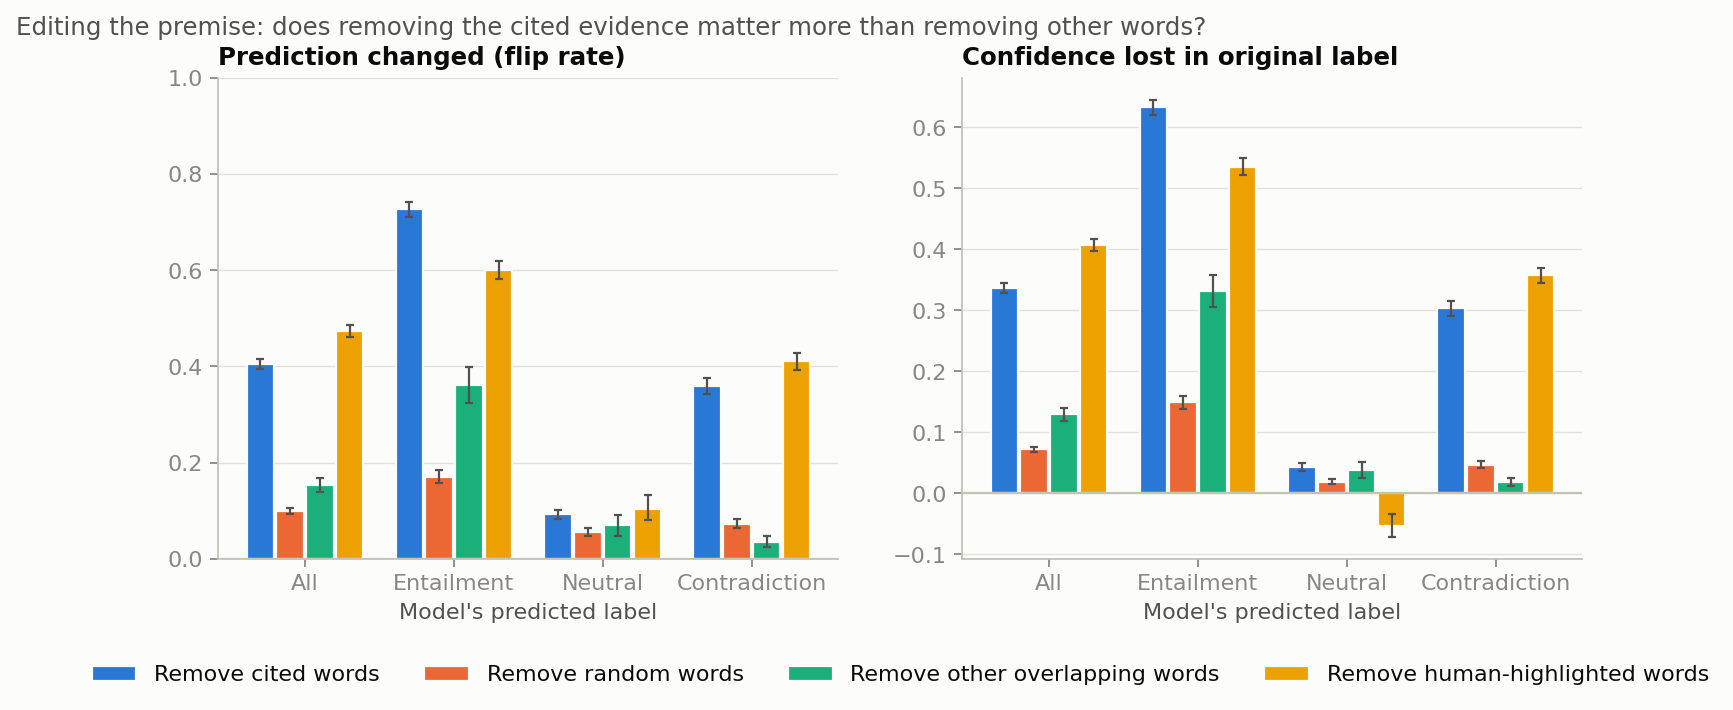 Editing the premise: does removing the cited evidence matter more than removing other words?
Prediction changed (flip rate)
1.0
0.8
0.6
0.4
0.2
0.0
All Entailment Neutral Contradiction
Model's predicted label
Confidence lost in original label
0.6
0.5
0.4
0.3
0.2
0.1
0.0
−0.1
All Entailment Neutral Contradiction
Model's predicted label
Remove cited words Remove random words Remove other overlapping words Remove human-highlighted words